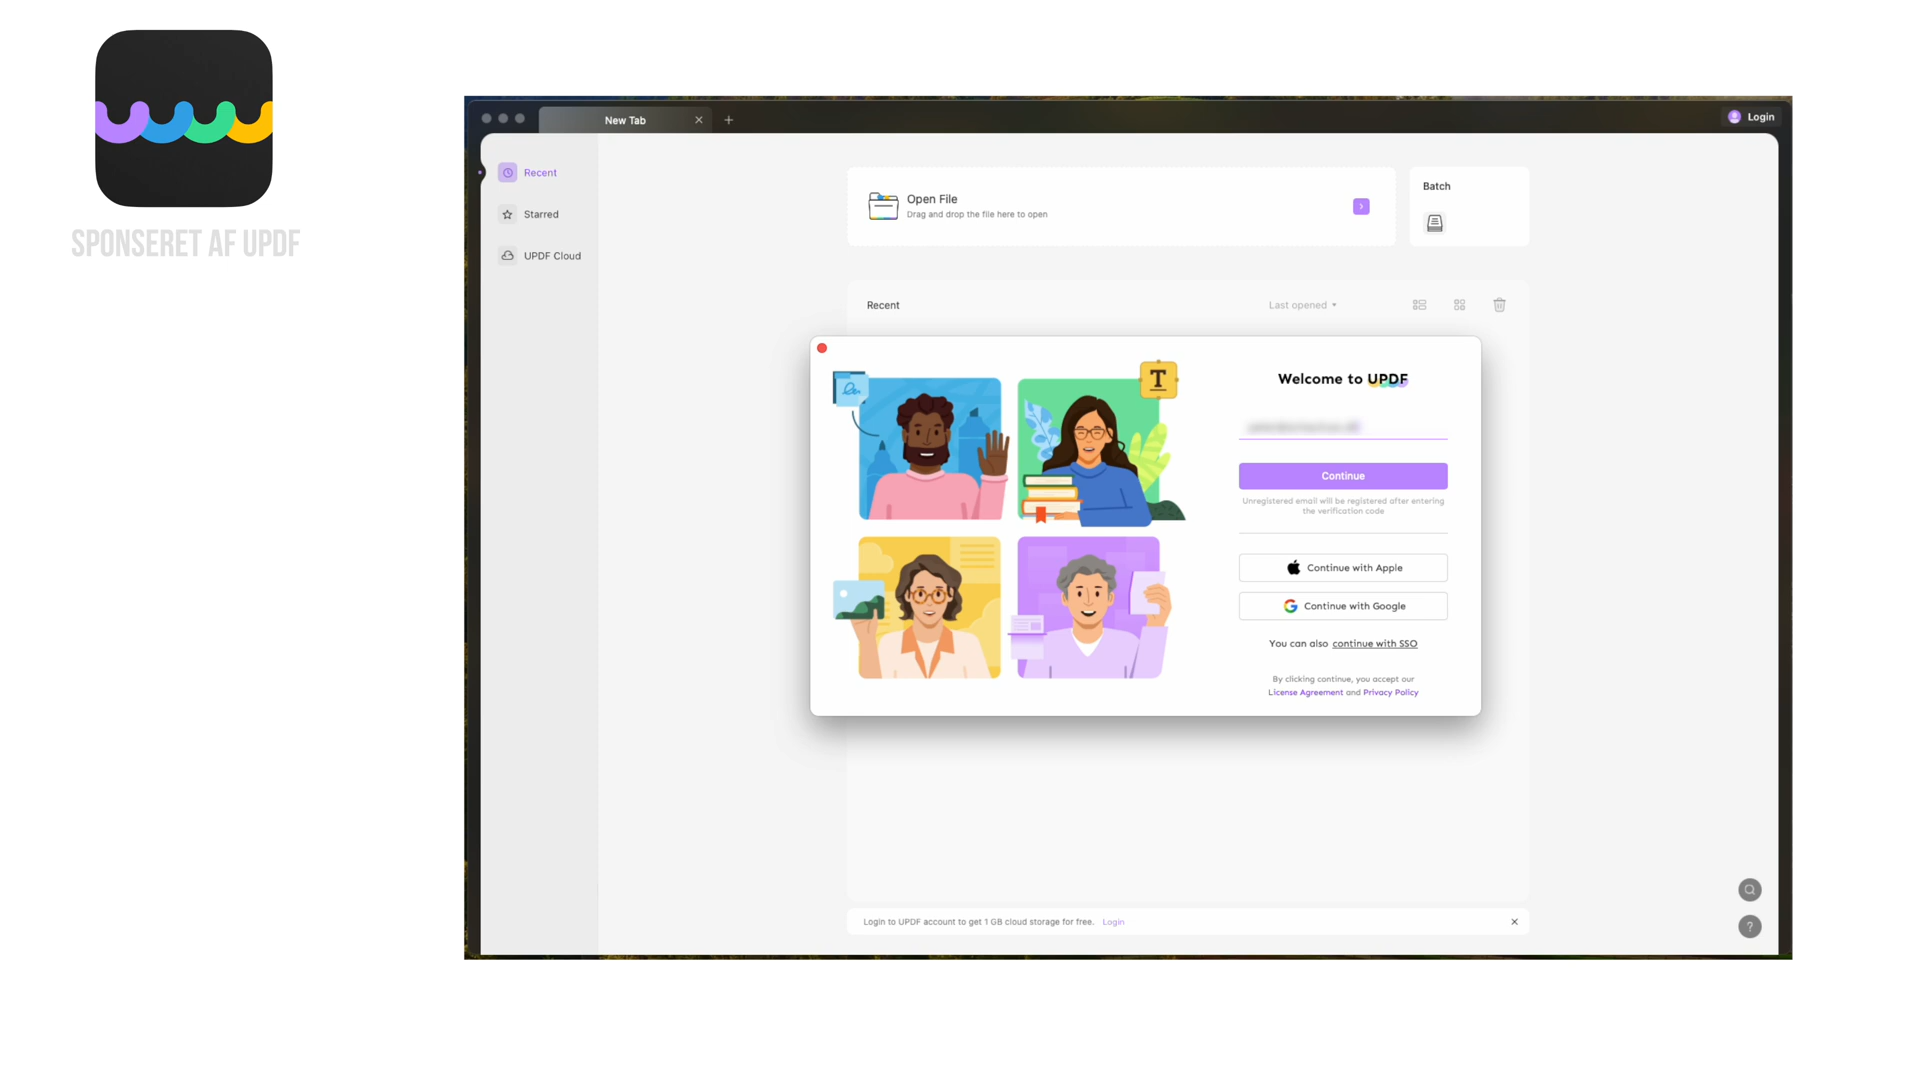 SPONSERET AF UPDF
New Tab
Login
Recent
Starred
UPDF Cloud
Open File
Drag and drop the file here to open
Batch
Recent
Last opened
T
Welcome to UPDF
Continue
Unregistered email will be registered after entering
the verification code
Continue with Apple
Continue with Google
You can also continue with SSO
By clicking continue, you accept our
License Agreement and Privacy Policy
Login to UPDF account to get 1 GB cloud storage for free. Login